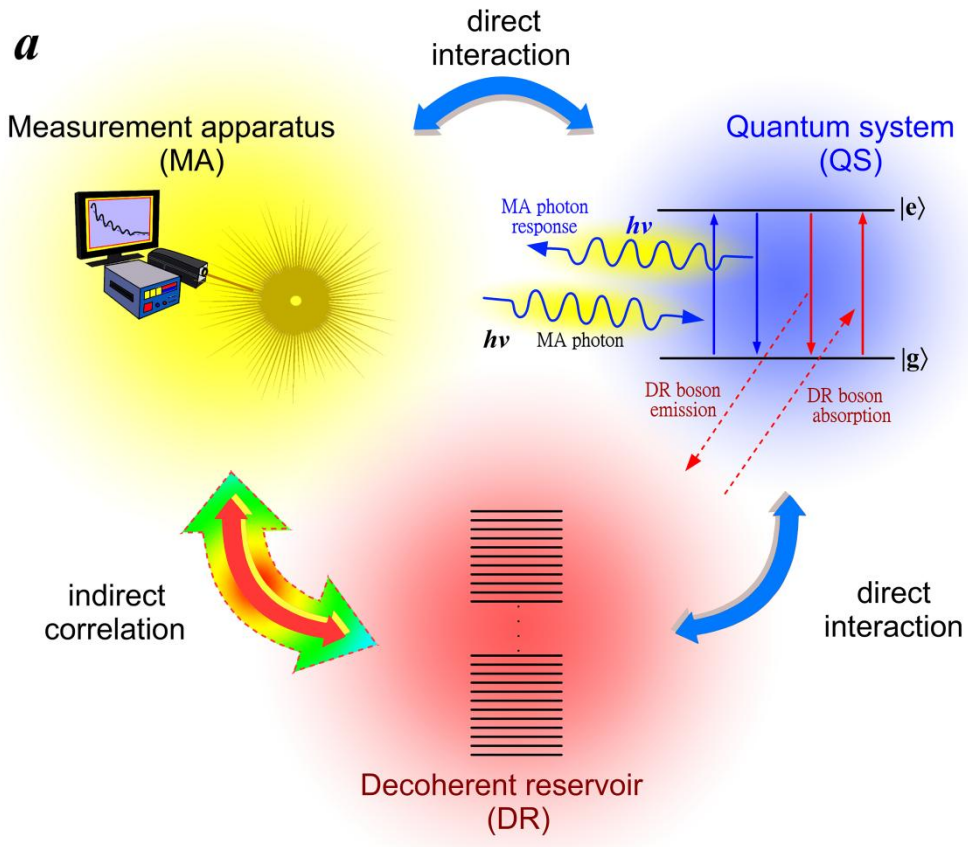 a
direct
interaction
Measurement apparatus
(MA)
Quantum system
(QS)
|e⟩
MA photon
response
hν
hν
MA photon
|g⟩
DR boson
emission
DR boson
absorption
indirect
correlation
direct
interaction
Decoherent reservoir
(DR)